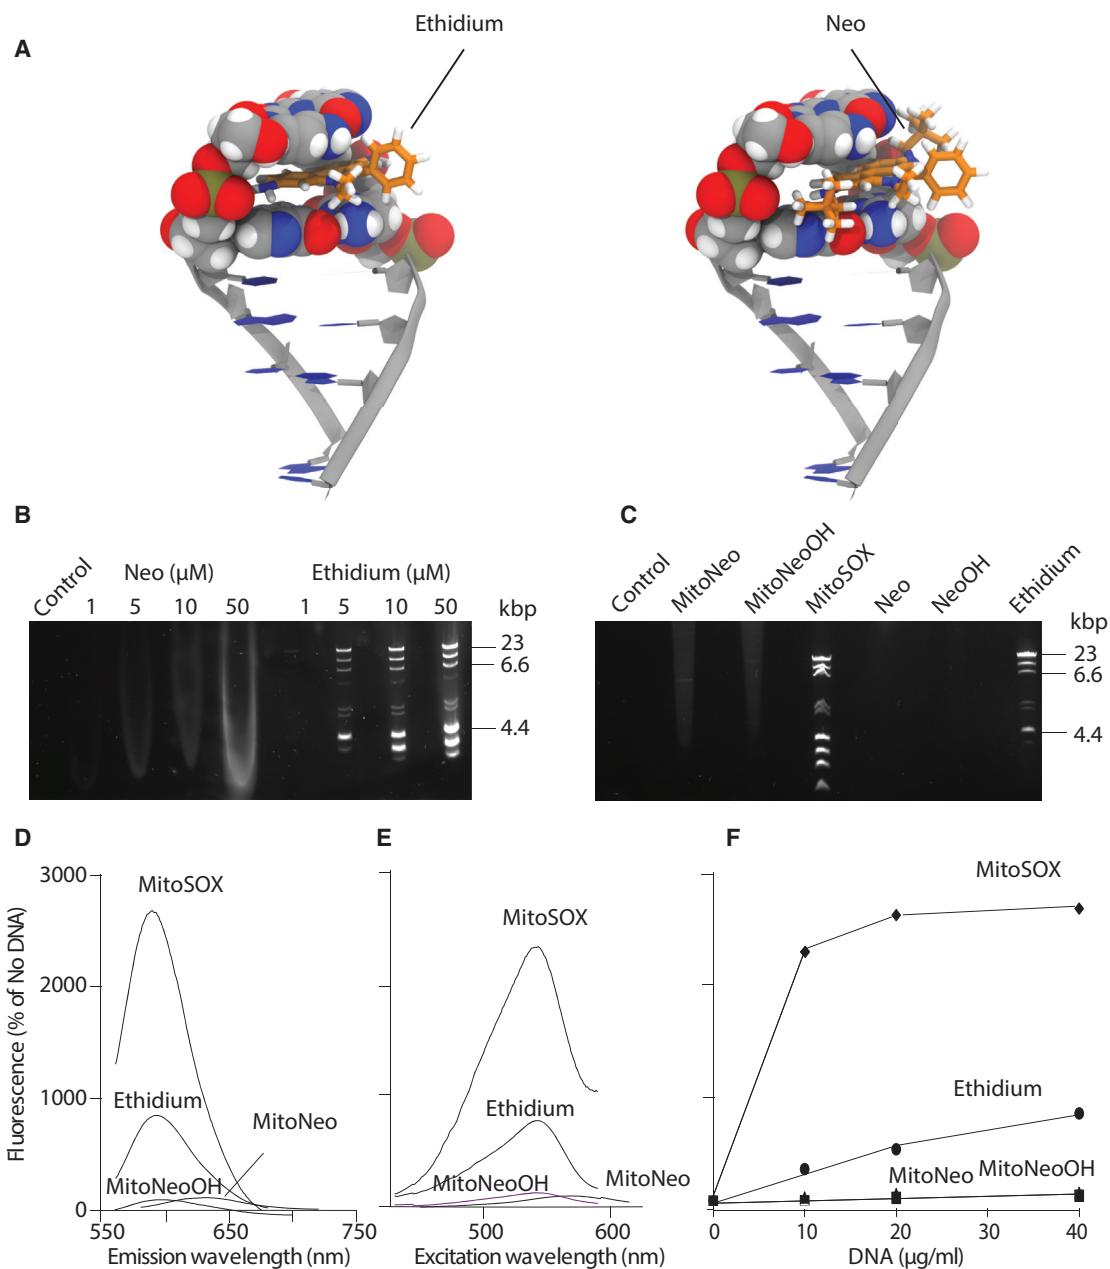 A
Ethidium
Neo
B
Control
Neo (μM)
Ethidium (μM)
1 5 10 50 1 5 10 50 kbp
23
6.6
4.4
C
Control
MitoNeo
MitoNeoOH
MitoSOX
Neo
NeoOH
Ethidium
kbp
23
6.6
4.4
D
Fluorescence (% of No DNA)
3000
2000
1000
0
MitoSOX
Ethidium
MitoNeo
MitoNeoOH
550 650 750
Emission wavelength (nm)
E
MitoSOX
Ethidium
MitoNeoOH
MitoNeo
500 600
Excitation wavelength (nm)
F
MitoSOX
Ethidium
MitoNeo
MitoNeoOH
0 10 20 30 40
DNA (μg/ml)